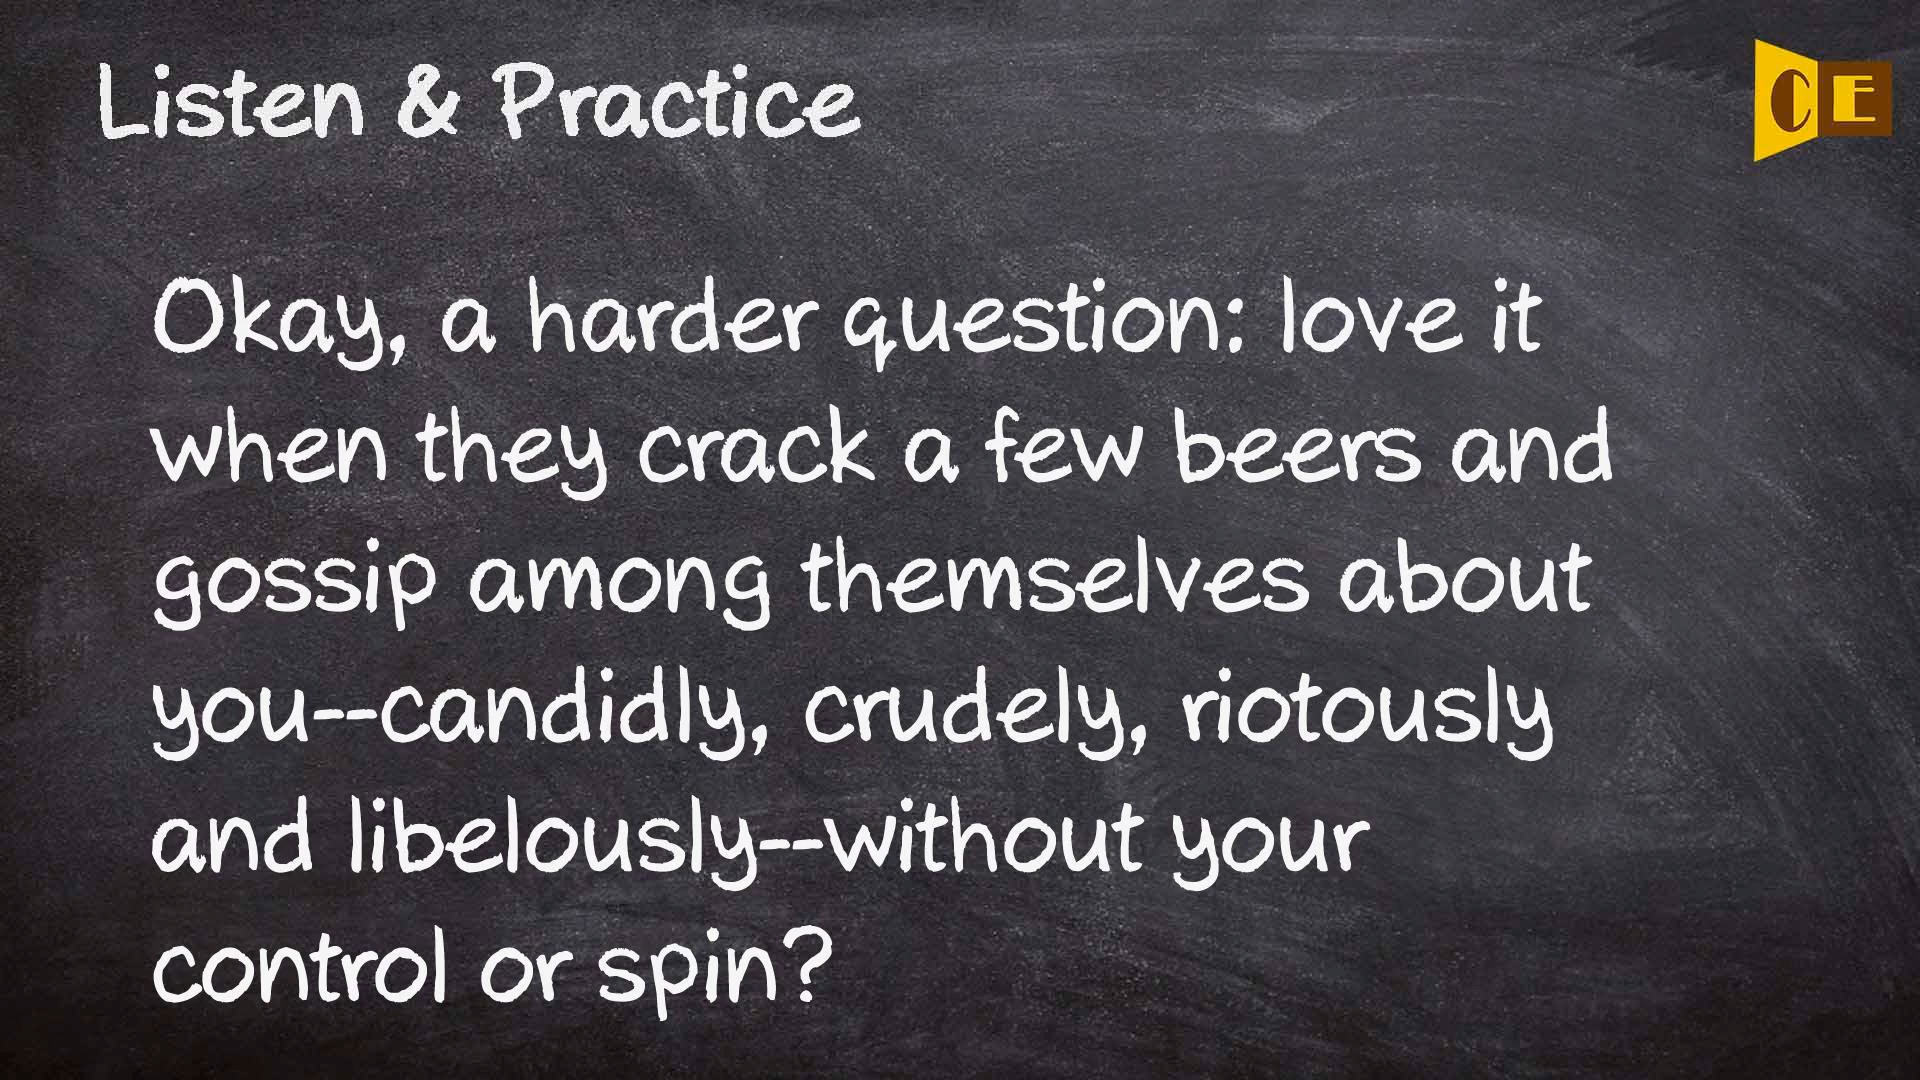 Listen & Practice
CE
Okay, a harder question: love it
when they crack a few beers and
gossip among themselves about
you--candidly, crudely, riotously
and libelously--without your
control or spin?